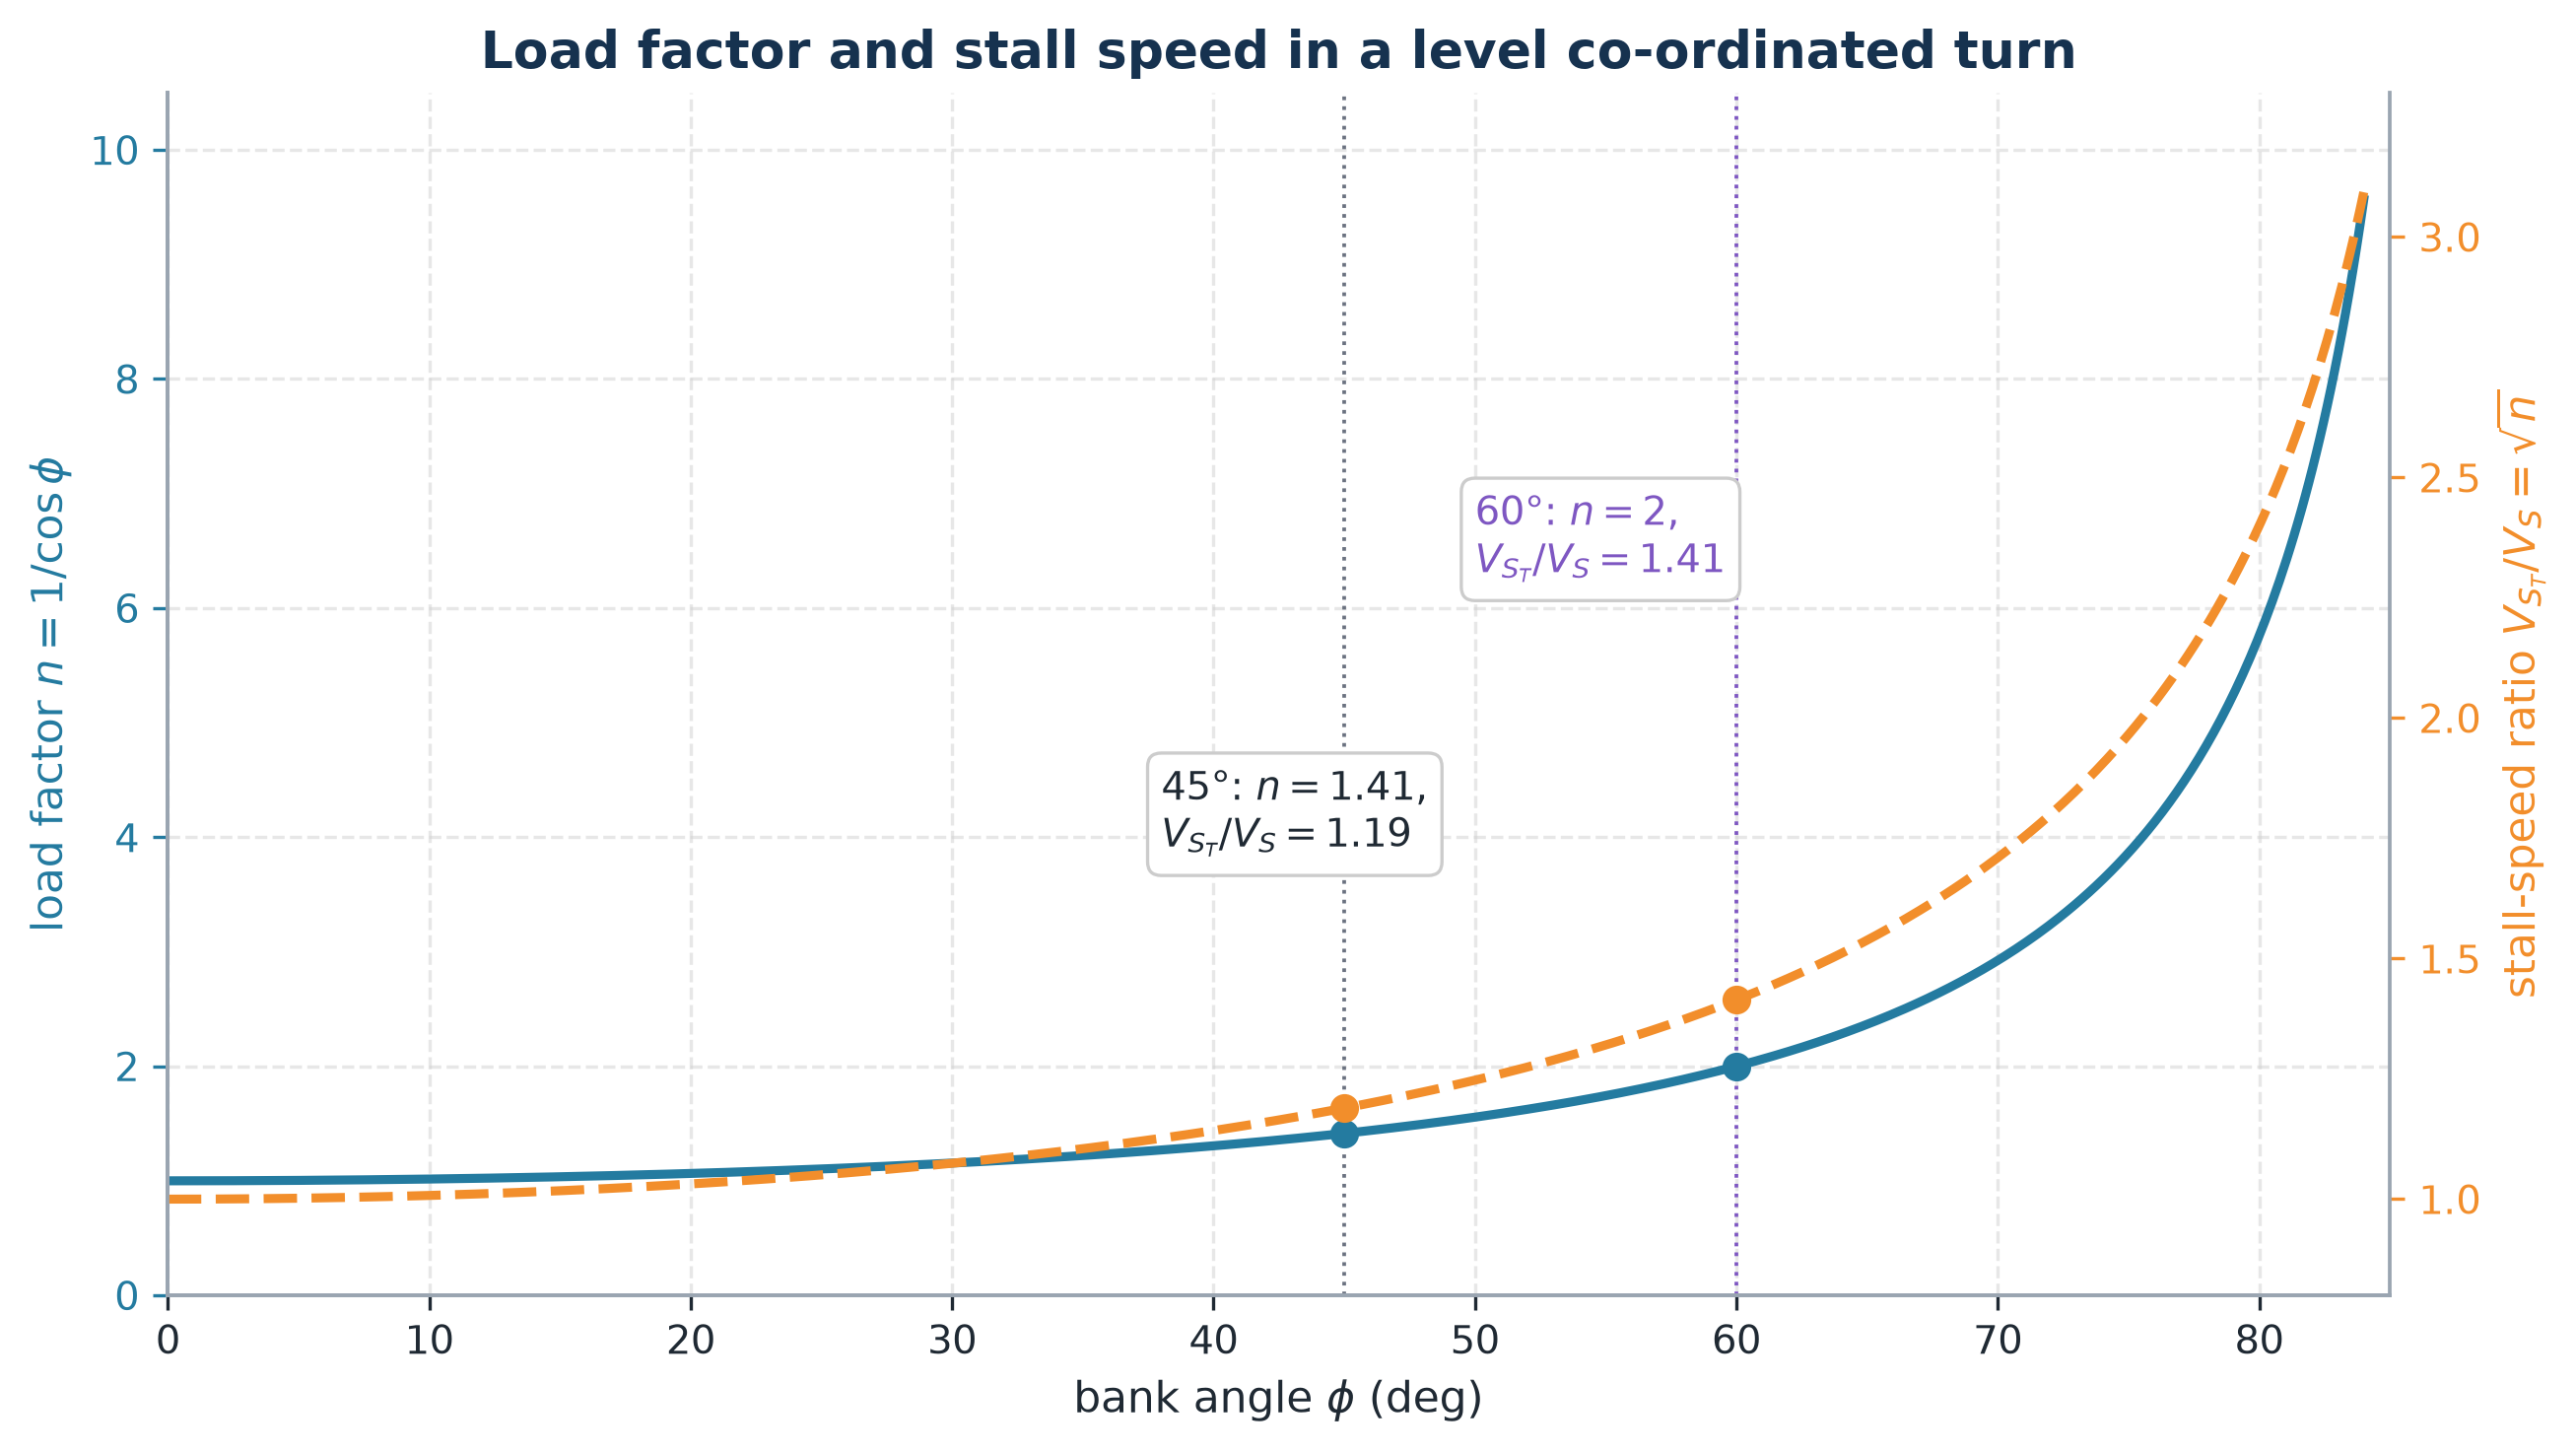 Load factor and stall speed in a level co-ordinated turn
load factor n = 1/cos ϕ
10
8
6
4
2
0
60°: n = 2,
V_{S_T}/V_S = 1.41
45°: n = 1.41,
V_{S_T}/V_S = 1.19
3.0
2.5
2.0
1.5
1.0
stall-speed ratio V_{S_T}/V_S = √n
0 10 20 30 40 50 60 70 80
bank angle ϕ (deg)